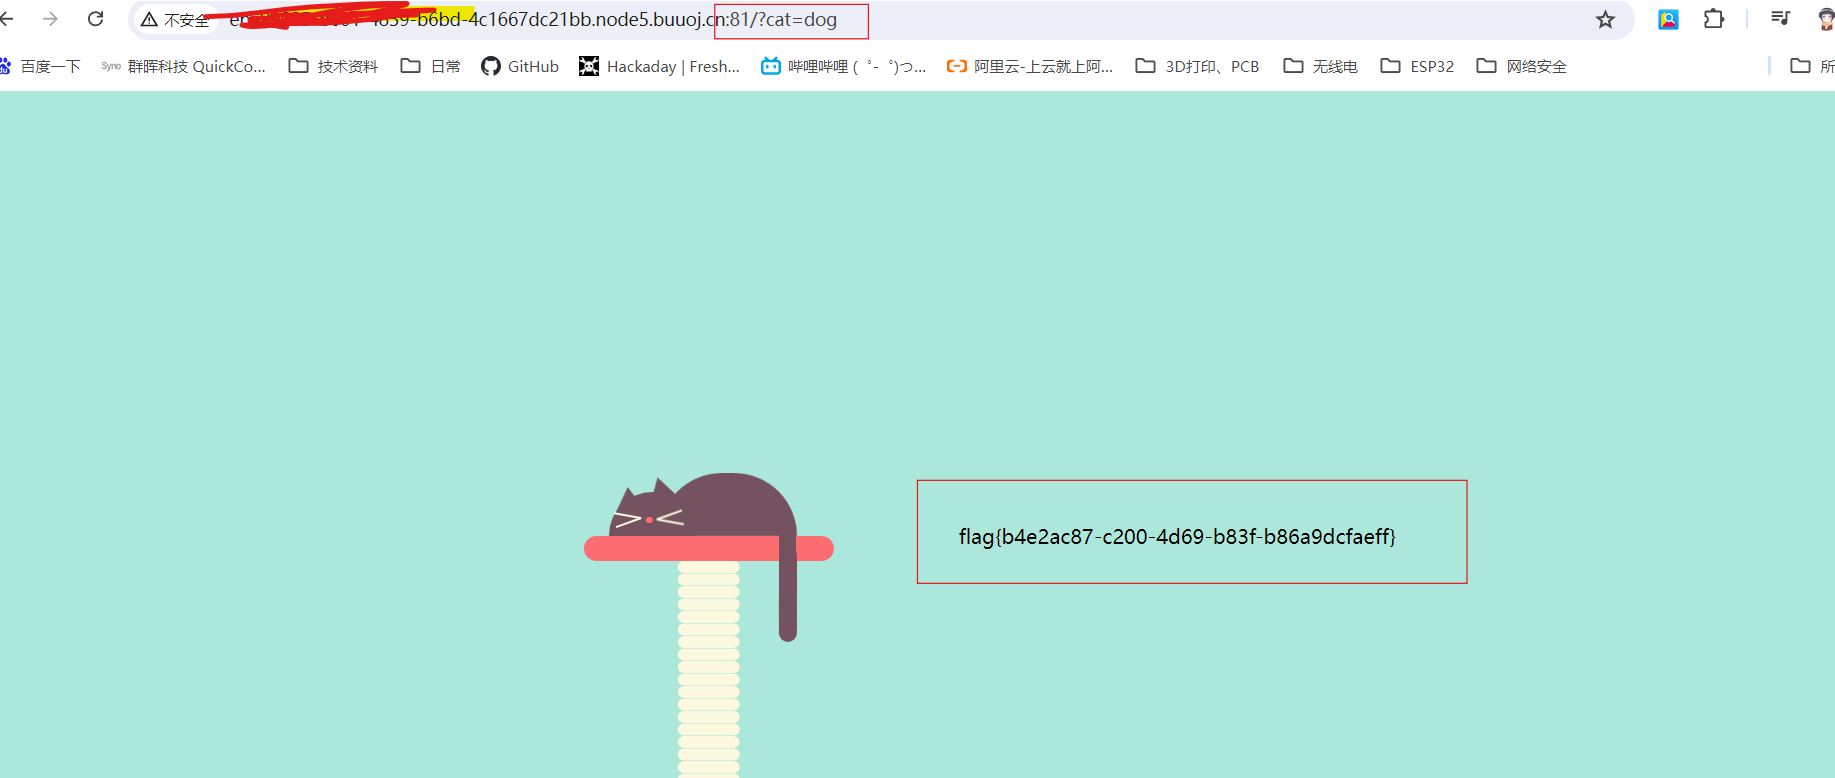 不安全 -b6bd-4c1667dc21bb.node5.buuoj.cn:81/?cat=dog
百度一下 Syno 群晖科技 QuickCo... 技术资料 日常 GitHub Hackaday | Fresh... 哔哩哔哩 (゜-゜)つ... 阿里云-上云就上阿... 3D打印、PCB 无线电 ESP32 网络安全 所
flag{b4e2ac87-c200-4d69-b83f-b86a9dcfaeff}